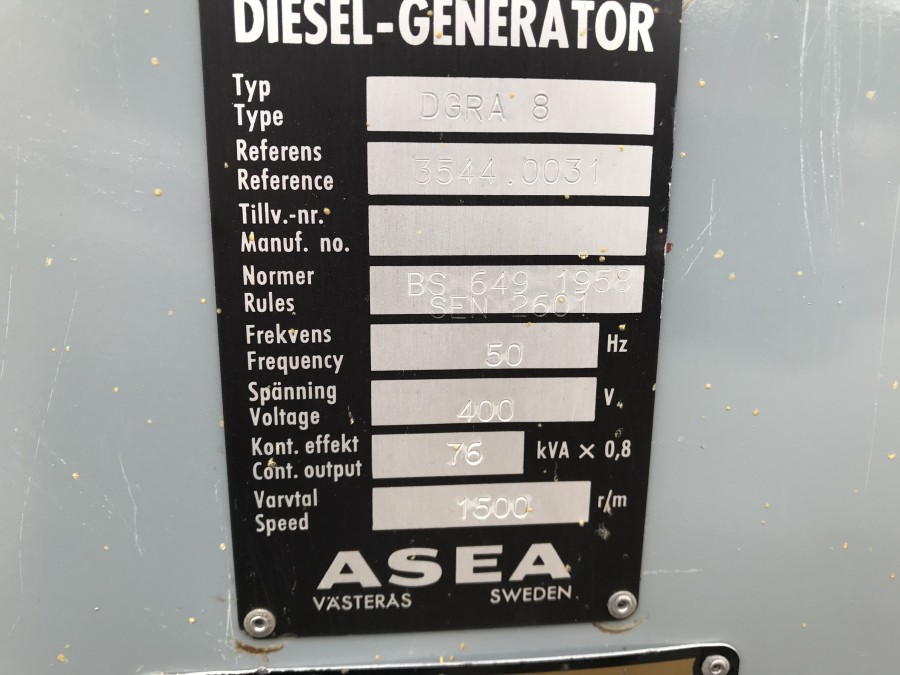 DIESEL-GENERATOR
Typ
Type DGRA 8
Referens
Reference 3544.0031
Tillv.-nr.
Manuf. no.
Normer BS 649 1958
Rules SEN 2601
Frekvens
Frequency 50 Hz
Spänning
Voltage 400 V
Kont. effekt
Cont. output 76 kVA × 0,8
Varvtal
Speed 1500 r/m
ASEA
VÄSTERÅS SWEDEN